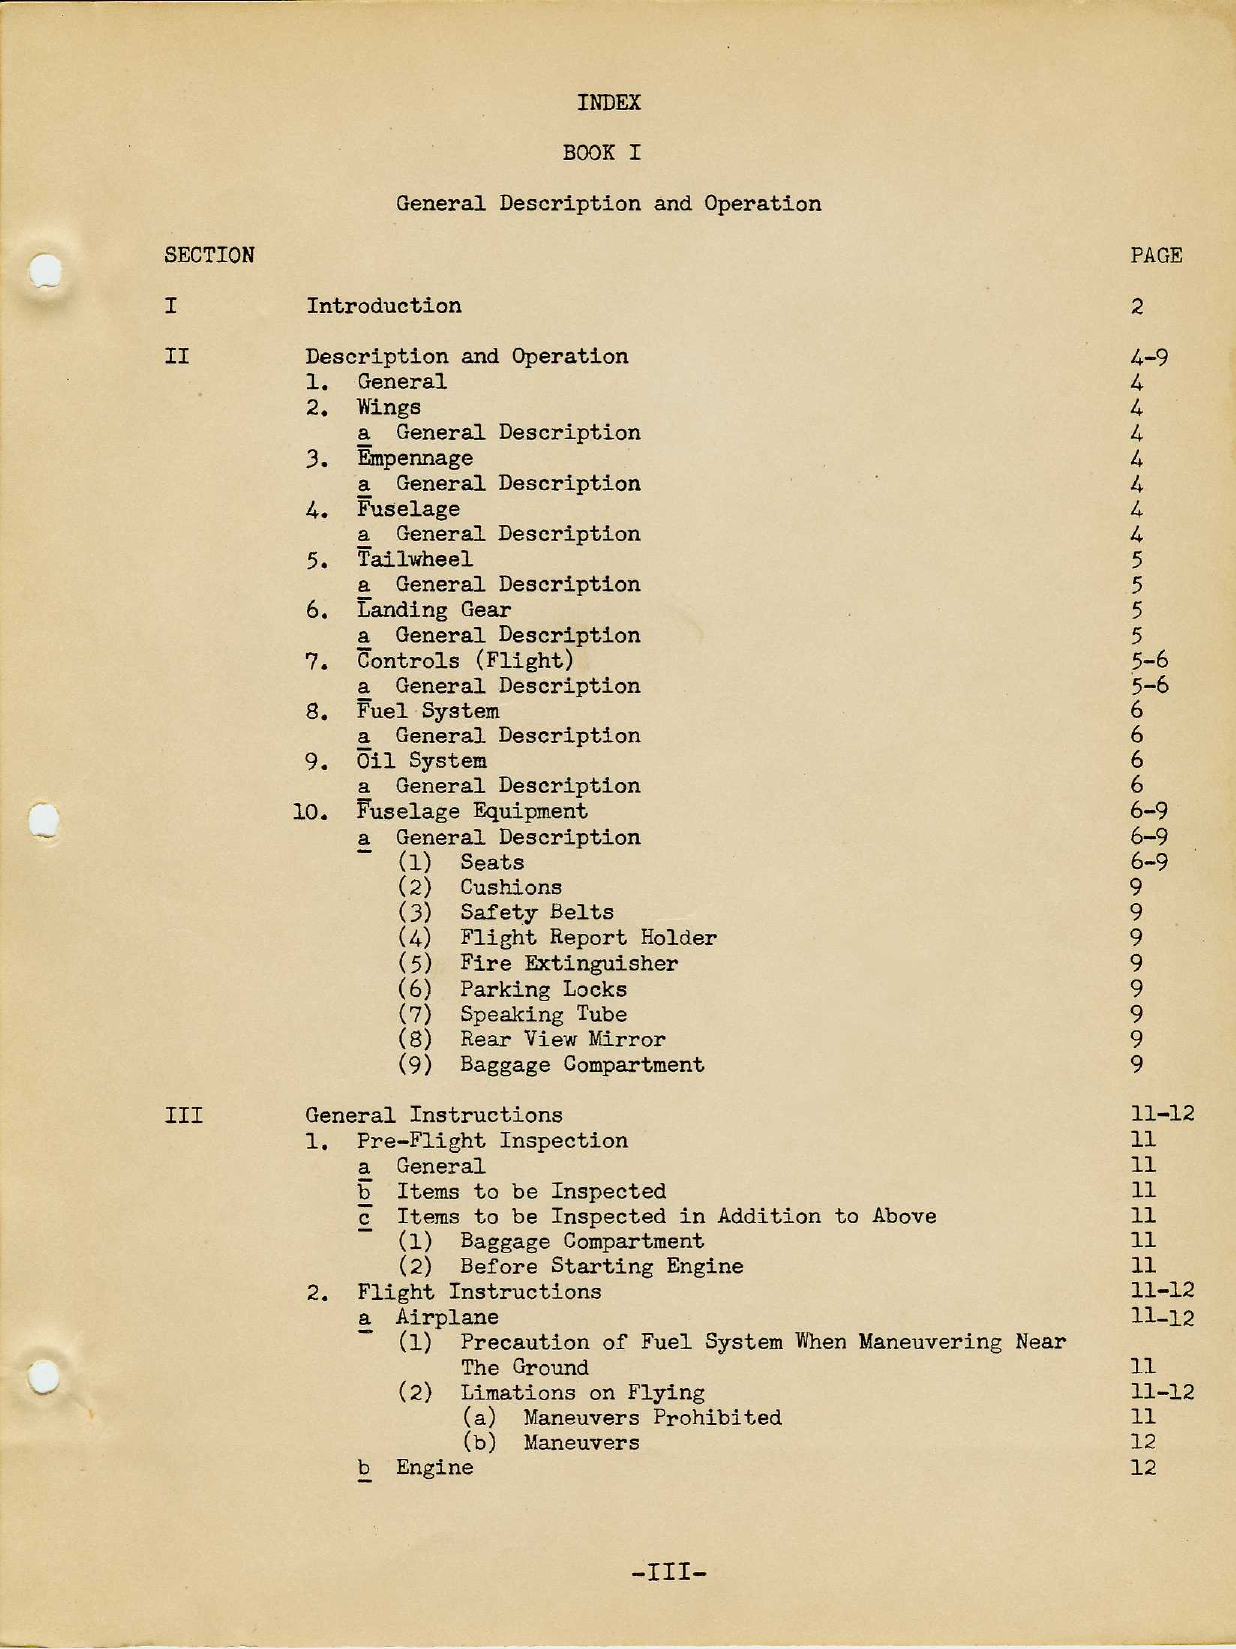 INDEX
BOOK I
General Description and Operation
SECTION PAGE
I Introduction 2
II Description and Operation 4-9
1. General 4
2. Wings 4
a General Description 4
3. Empennage 4
a General Description 4
4. Fuselage 4
a General Description 4
5. Tailwheel 5
a General Description 5
6. Landing Gear 5
a General Description 5
7. Controls (Flight) 5-6
a General Description 5-6
8. Fuel System 6
a General Description 6
9. Oil System 6
a General Description 6
10. Fuselage Equipment 6-9
a General Description 6-9
(1) Seats 6-9
(2) Cushions 9
(3) Safety Belts 9
(4) Flight Report Holder 9
(5) Fire Extinguisher 9
(6) Parking Locks 9
(7) Speaking Tube 9
(8) Rear View Mirror 9
(9) Baggage Compartment 9
III General Instructions 11-12
1. Pre-Flight Inspection 11
a General 11
b Items to be Inspected 11
c Items to be Inspected in Addition to Above 11
(1) Baggage Compartment 11
(2) Before Starting Engine 11
2. Flight Instructions 11-12
a Airplane 11-12
(1) Precaution of Fuel System When Maneuvering Near
The Ground 11
(2) Limations on Flying 11-12
(a) Maneuvers Prohibited 11
(b) Maneuvers 12
b Engine 12
-III-